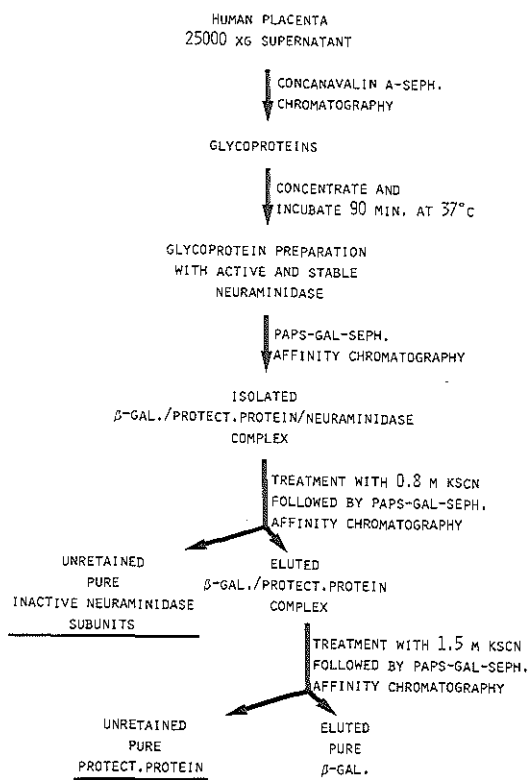 HUMAN PLACENTA
25000 XG SUPERNATANT
CONCANAVALIN A-SEPH.
CHROMATOGRAPHY
GLYCOPROTEINS
CONCENTRATE AND
INCUBATE 90 MIN. AT 37°C
GLYCOPROTEIN PREPARATION
WITH ACTIVE AND STABLE
NEURAMINIDASE
PAPS-GAL-SEPH.
AFFINITY CHROMATOGRAPHY
ISOLATED
β-GAL./PROTECT.PROTEIN/NEURAMINIDASE
COMPLEX
TREATMENT WITH 0.8 M KSCN
FOLLOWED BY PAPS-GAL-SEPH.
AFFINITY CHROMATOGRAPHY
UNRETAINED
PURE
INACTIVE NEURAMINIDASE
SUBUNITS
ELUTED
β-GAL./PROTECT.PROTEIN
COMPLEX
TREATMENT WITH 1.5 M KSCN
FOLLOWED BY PAPS-GAL-SEPH.
AFFINITY CHROMATOGRAPHY
UNRETAINED
PURE
PROTECT.PROTEIN
ELUTED
PURE
β-GAL.